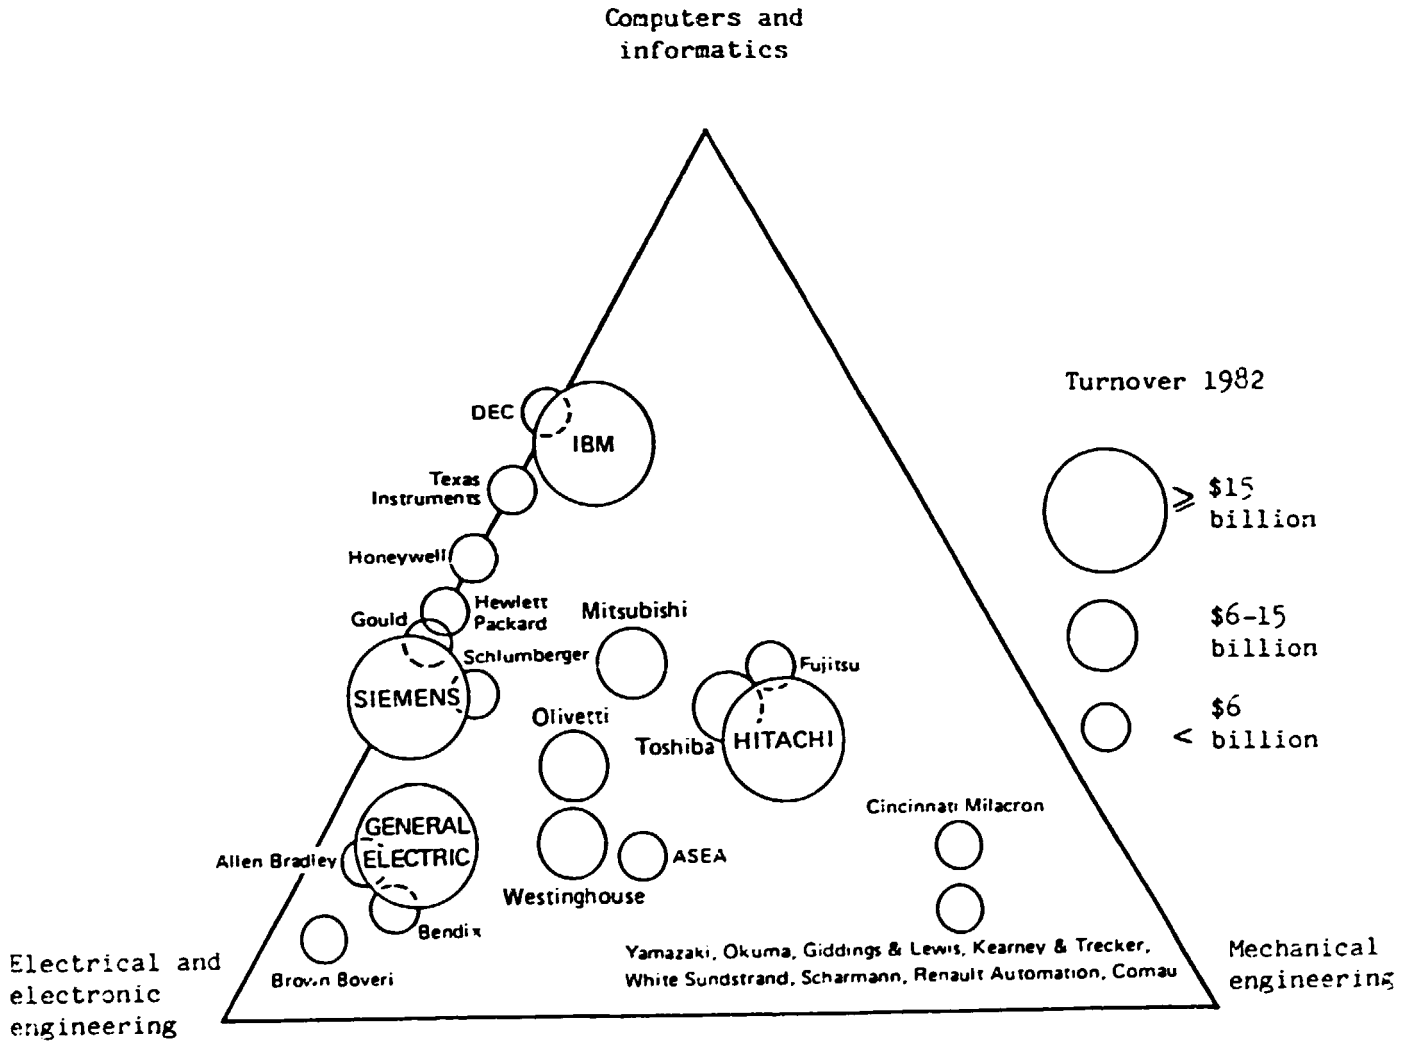 Computers and
informatics
Turnover 1982
DEC
IBM
Texas
Instruments
≥ $15
billion
Honeywell
Hewlett
Packard
Gould
Mitsubishi
$6-15
billion
Schlumberger
Fujitsu
SIEMENS
Olivetti
Toshiba
HITACHI
< $6
billion
Cincinnati Milacron
GENERAL
ELECTRIC
Allen Bradley
ASEA
Westinghouse
Bendix
Yamazaki, Okuma, Giddings & Lewis, Kearney & Trecker,
White Sundstrand, Scharmann, Renault Automation, Comau
Brown Boveri
Electrical and
electronic
engineering
Mechanical
engineering